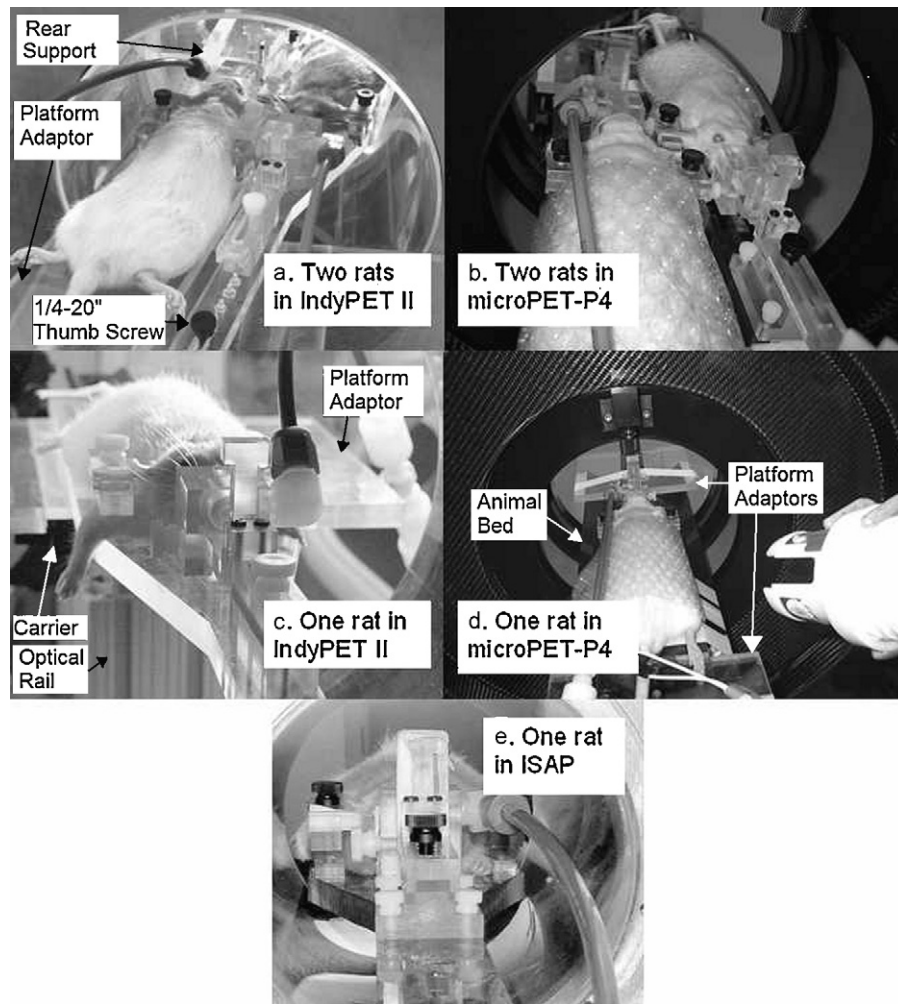 Rear
Support
Platform
Adaptor
1/4-20"
Thumb Screw
a. Two rats
in IndyPET II
b. Two rats in
microPET-P4
Platform
Adaptor
Carrier
Optical
Rail
c. One rat in
IndyPET II
Animal
Bed
Platform
Adaptors
d. One rat in
microPET-P4
e. One rat
in ISAP